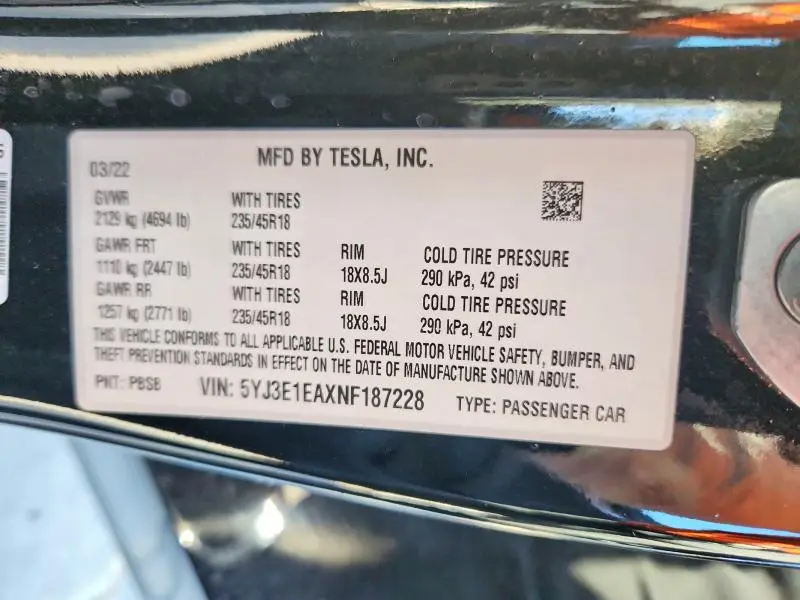 MFD BY TESLA, INC.
03/22
GVWR WITH TIRES
2129 kg (4694 lb) 235/45R18
GAWR FRT WITH TIRES RIM COLD TIRE PRESSURE
1110 kg (2447 lb) 235/45R18 18X8.5J 290 kPa, 42 psi
GAWR RR WITH TIRES RIM COLD TIRE PRESSURE
1257 kg (2771 lb) 235/45R18 18X8.5J 290 kPa, 42 psi
THIS VEHICLE CONFORMS TO ALL APPLICABLE U.S. FEDERAL MOTOR VEHICLE SAFETY, BUMPER, AND
THEFT PREVENTION STANDARDS IN EFFECT ON THE DATE OF MANUFACTURE SHOWN ABOVE.
PNT: PBSB VIN: 5YJ3E1EAXNF187228 TYPE: PASSENGER CAR